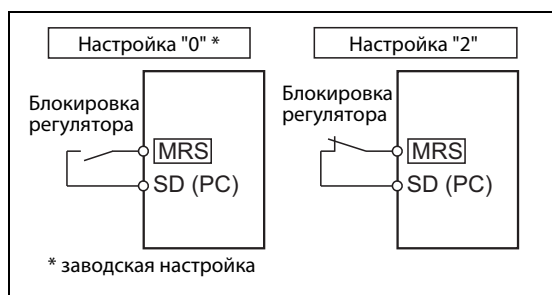 Настройка "0" *
Блокировка
регулятора
MRS
SD (PC)
* заводская настройка
Настройка "2"
Блокировка
регулятора
MRS
SD (PC)